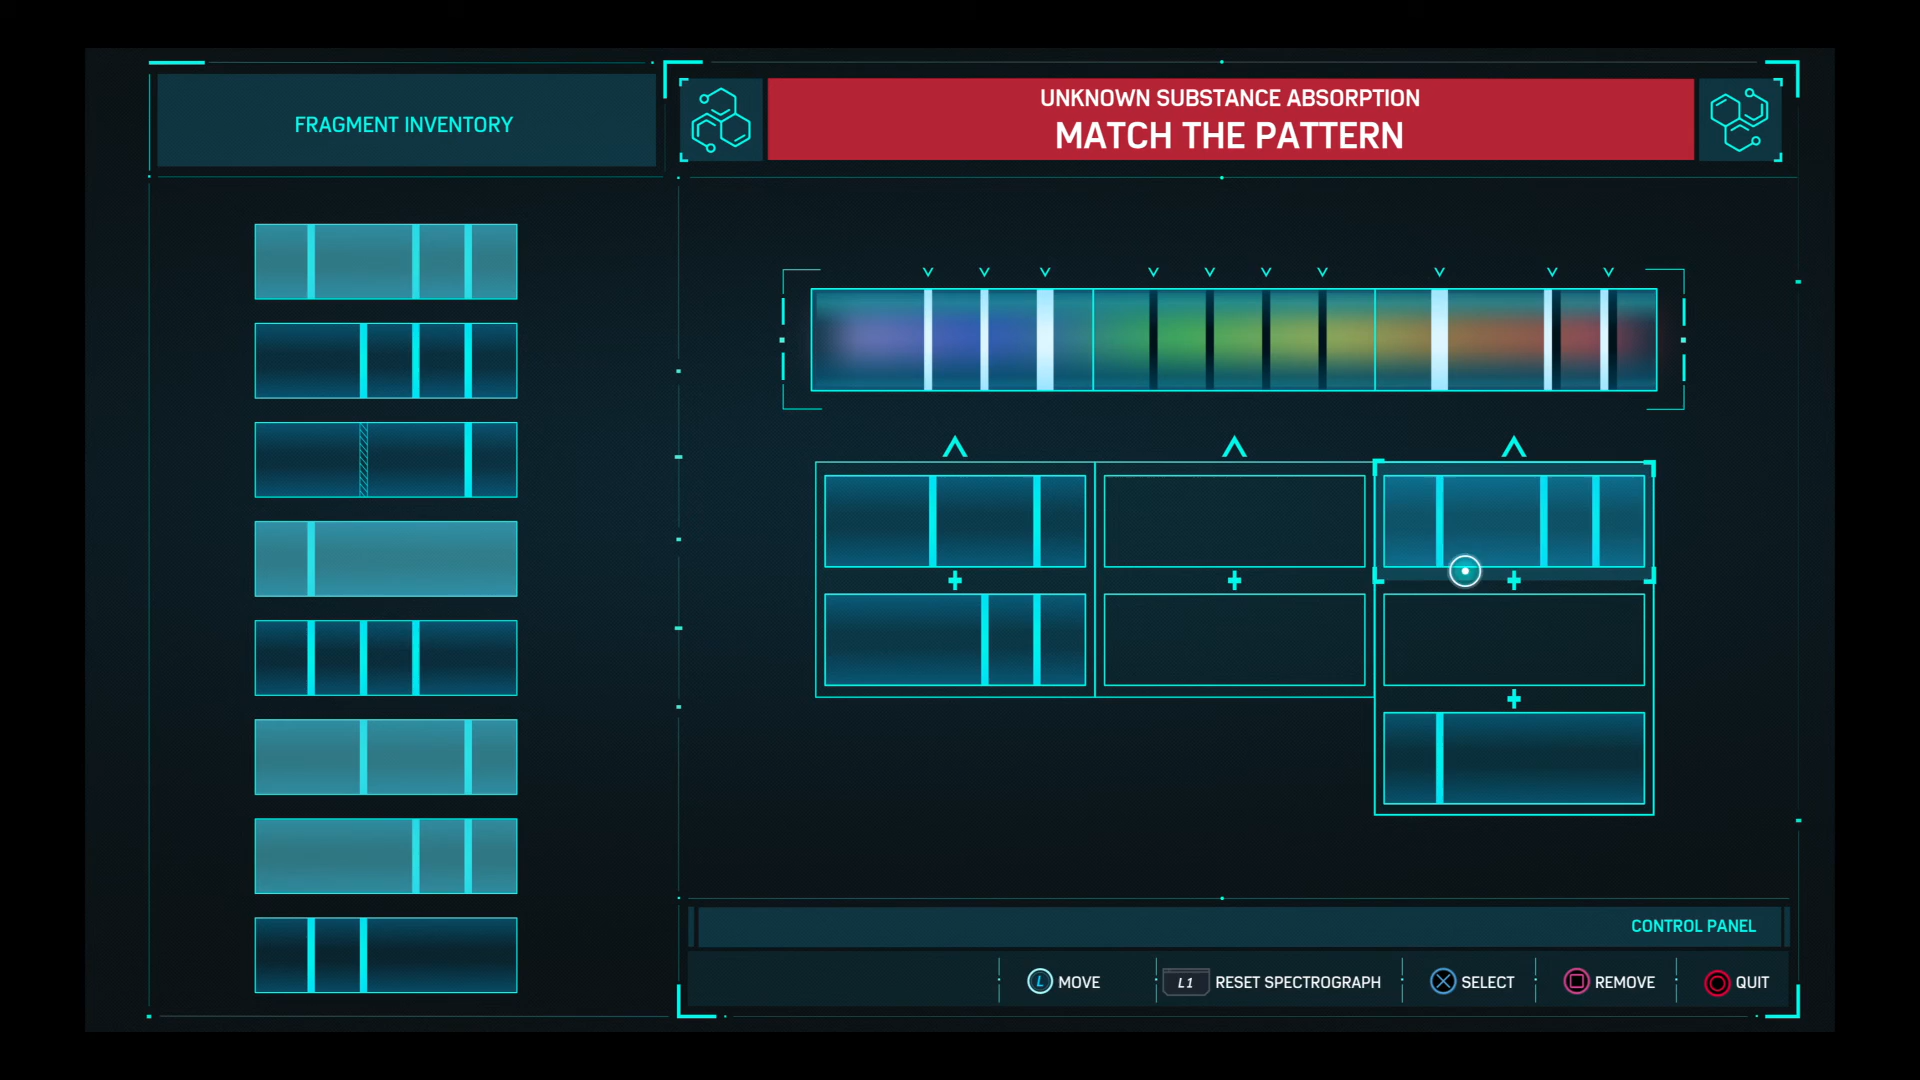 FRAGMENT INVENTORY
UNKNOWN SUBSTANCE ABSORPTION
MATCH THE PATTERN
CONTROL PANEL
L MOVE
L1 RESET SPECTROGRAPH
SELECT
REMOVE
QUIT